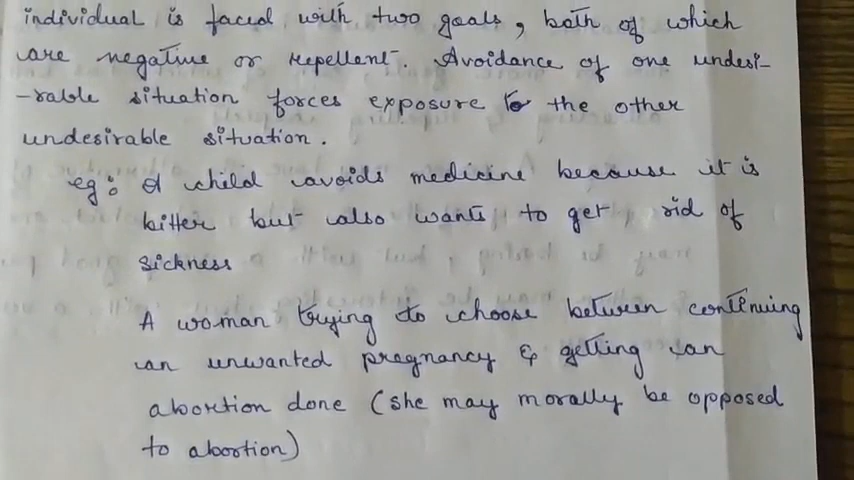 individual is faced with two goals, both of which
are negative or repellent. Avoidance of one undesi-
-rable situation forces exposure to the other
undesirable situation.
eg: A child avoids medicine because it is
bitter but also wants to get rid of
sickness
A woman trying to choose between continuing
an unwanted pregnancy & getting an
abortion done (she may morally be opposed
to abortion)